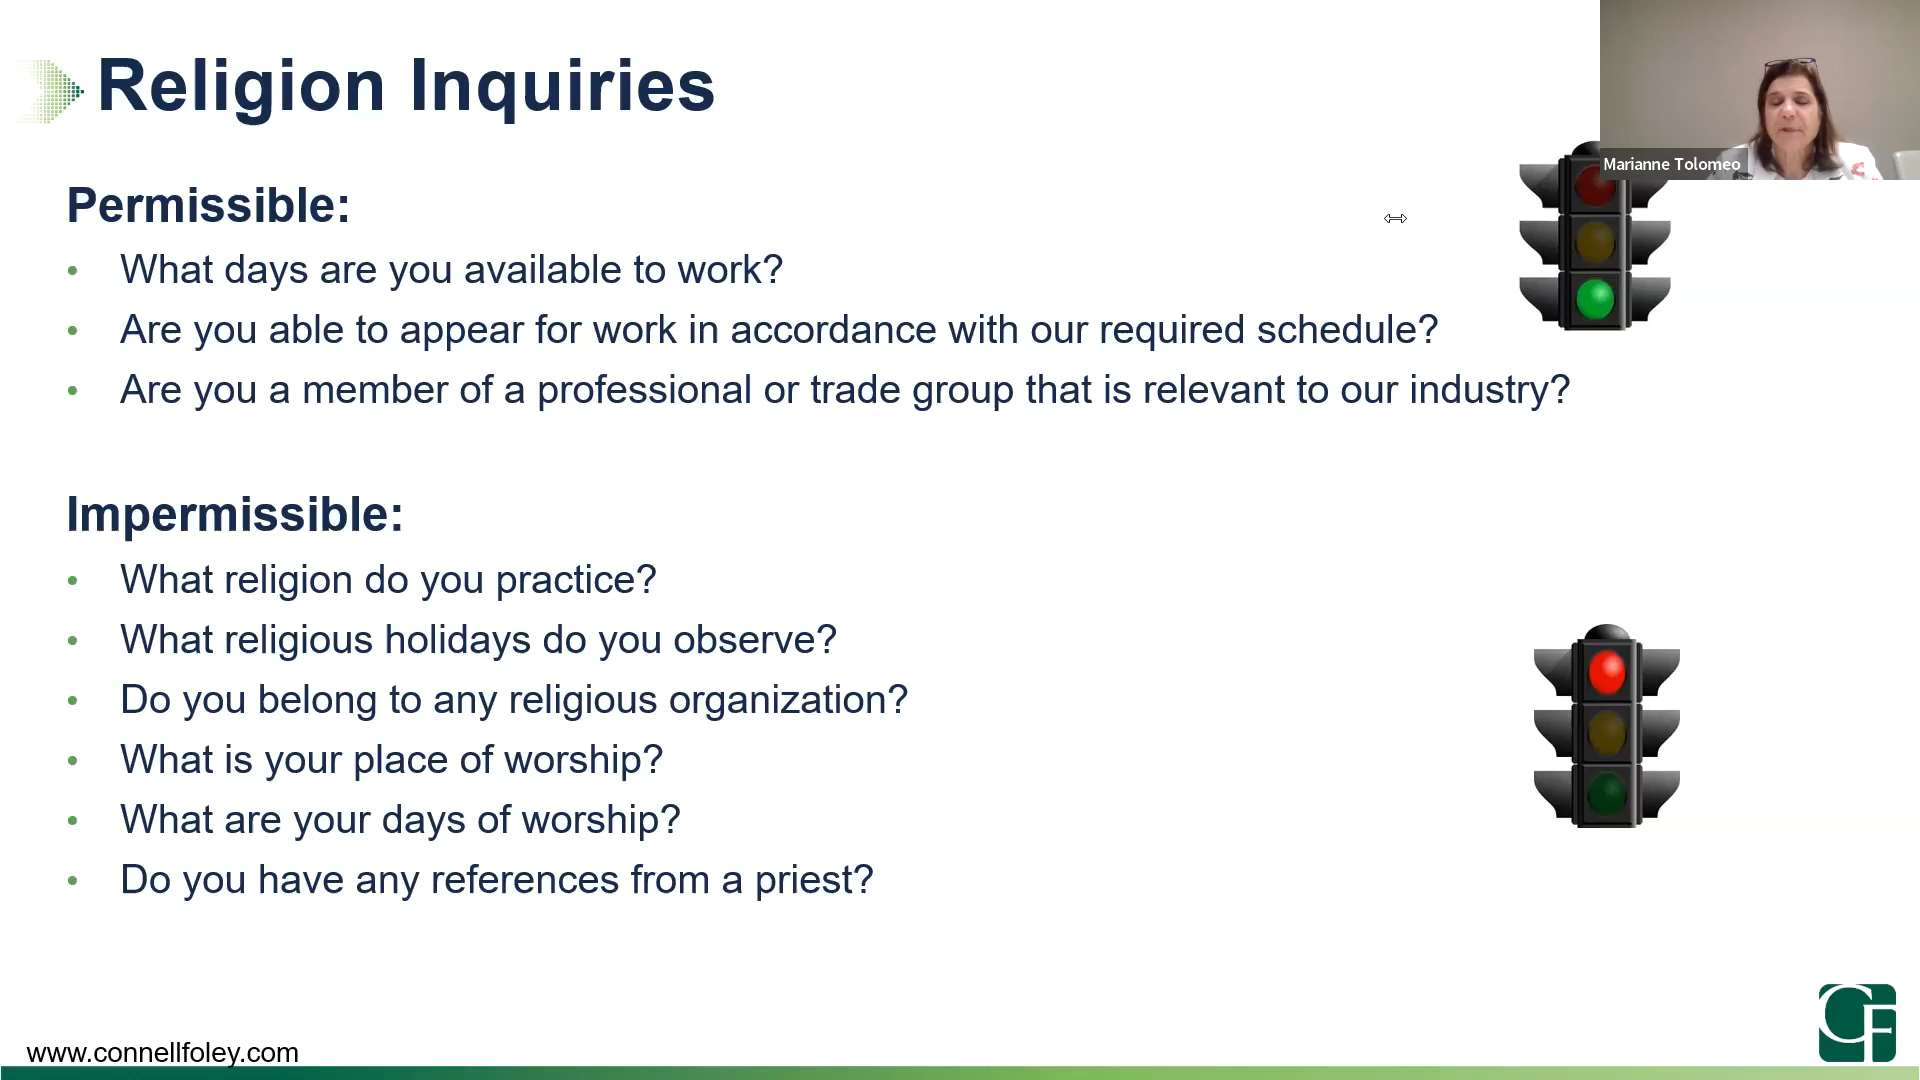 Religion Inquiries
Marianne Tolomeo
Permissible:
• What days are you available to work?
• Are you able to appear for work in accordance with our required schedule?
• Are you a member of a professional or trade group that is relevant to our industry?
Impermissible:
• What religion do you practice?
• What religious holidays do you observe?
• Do you belong to any religious organization?
• What is your place of worship?
• What are your days of worship?
• Do you have any references from a priest?
CF
www.connellfoley.com